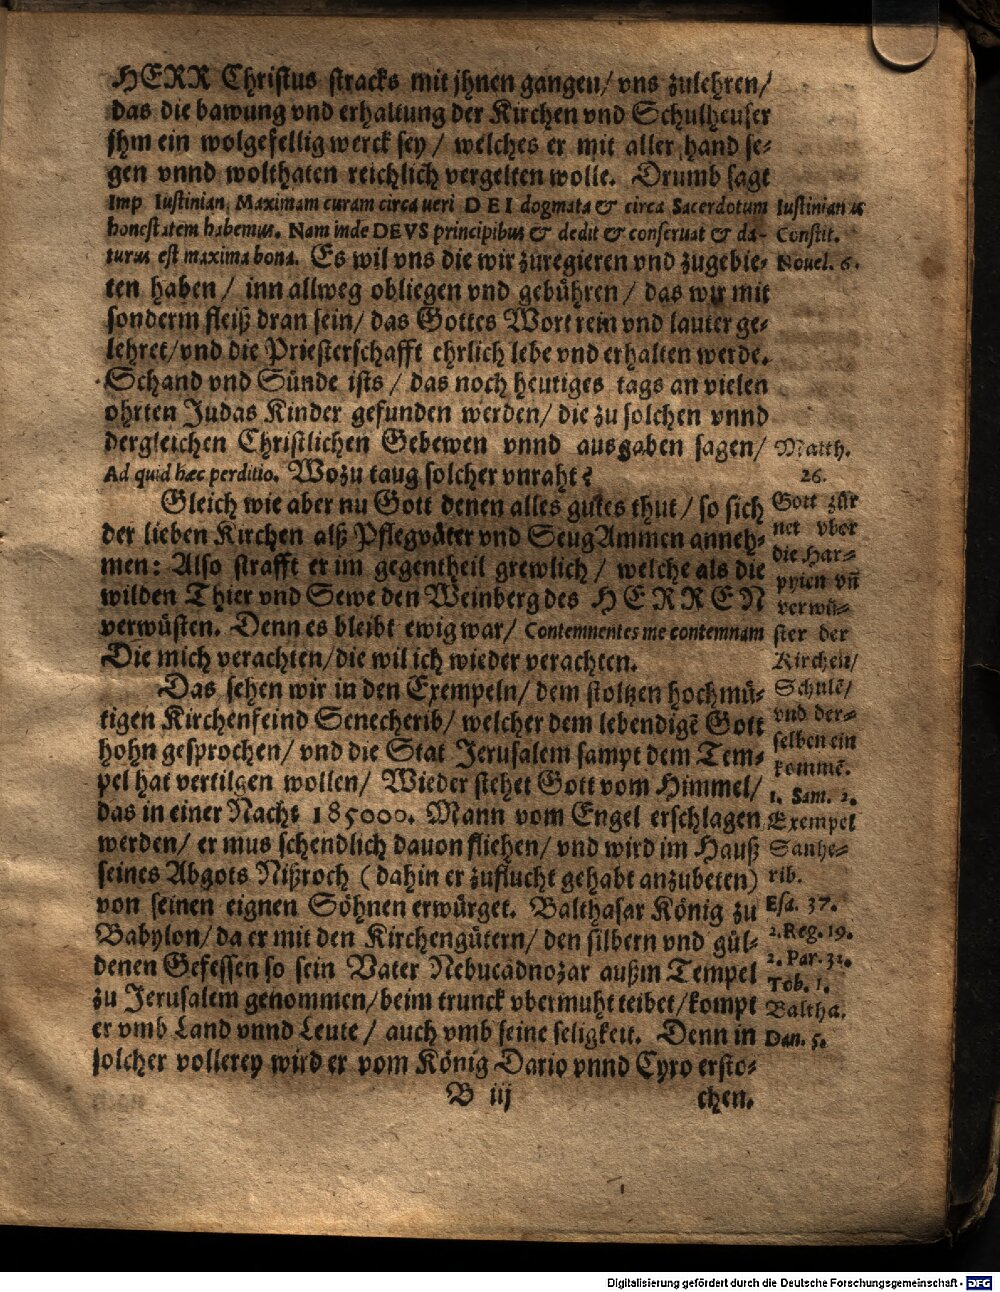 HERR Christus stracks mit jhnen gangen/ vns zulehren/
das die bawung vnd erhaltung der Kirchen vnd Schulheuser
jhm ein wolgefellig werck sey/ welches er mit aller hand se-
gen vnnd wolthaten reichlich vergelten wolle. Drumb sagt
Imp Iustinian, Maximam curam circa veri DEI dogmata & circa Sacerdotum
honestatem habemus. Nam inde DEVS principibus & dedit & conseruat & da-
turus est maxima bona. Es wil vns die wir zuregieren vnd zugebie-
ten haben/ inn allweg obliegen vnd gebühren/ das wir mit
sonderm fleiß dran sein/ das Gottes Wort rein vnd lauter ge-
lehret/ vnd die Priesterschafft ehrlich lebe vnd erhalten werde.
Schand vnd Sünde ists/ das noch heutiges tags an vielen
ohrten Judas Kinder gefunden werden/ die zu solchen vnnd
dergleichen Christlichen Gebewen vnnd ausgaben sagen/
Ad quid hæc perditio. Wozu taug solcher vnraht?
Gleich wie aber nu Gott denen alles gutes thut/ so sich
der lieben Kirchen alß Pflegväter vnd SeugAmmen anneh-
men: Also strafft er im gegentheil grewlich/ welche als die
wilden Thier vnd Sewe den Weinberg des HERREN
verwüsten. Denn es bleibt ewig war/ Contemnentes me contemnam
Die mich verachten/ die wil ich wieder verachten.
Das sehen wir in den Exempeln/ dem stoltzen hochmü-
tigen Kirchenfeind Senecherib/ welcher dem lebendigẽ Gott
hohn gesprochen/ vnd die Stat Jerusalem sampt dem Tem-
pel hat vertilgen wollen/ Wieder stehet Gott vom Himmel/
das in einer Nacht 185000. Mann vom Engel erschlagen
werden/ er mus schendlich dauon fliehen/ vnd wird im Hauß
seines Abgots Nißroch (dahin er zuflucht gehabt anzubeten)
von seinen eignen Söhnen erwürget. Balthasar König zu
Babylon/ da er mit den Kirchengütern/ den silbern vnd gül-
denen Gefessen so sein Vater Nebucadnozar außm Tempel
zu Jerusalem genommen/ beim trunck vbermuht teibet/ kompt
er vmb Land vnnd Leute/ auch vmb seine seligkeit. Denn in
solcher vollerey wird er vom König Dario vnnd Cyro ersto-
B iij
chen.
Iustinian us
Constit.
Nouel. 6.
Matth.
26.
Gott zür
net vber
die Har-
pyien vñ
verwü-
ster der
Kirchen/
Schulẽ/
vnd der-
selben ein
kommẽ.
1. Sam. 2.
Exempel
Sanhe-
rib.
Esa. 37.
2. Reg. 19.
2. Par. 32.
Tob. 1.
Baltha.
Dan. 5.
Digitalisierung gefördert durch die Deutsche Forschungsgemeinschaft - DFG